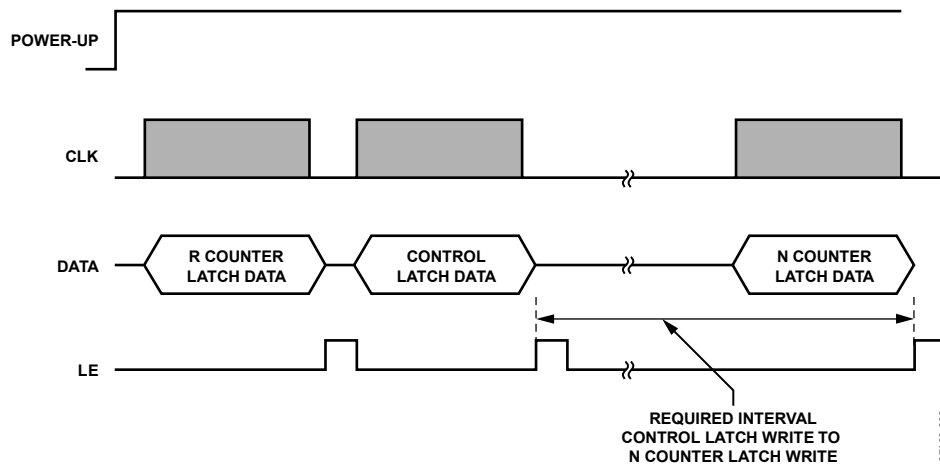 POWER-UP
CLK
DATA
R COUNTER
LATCH DATA
CONTROL
LATCH DATA
N COUNTER
LATCH DATA
LE
REQUIRED INTERVAL
CONTROL LATCH WRITE TO
N COUNTER LATCH WRITE